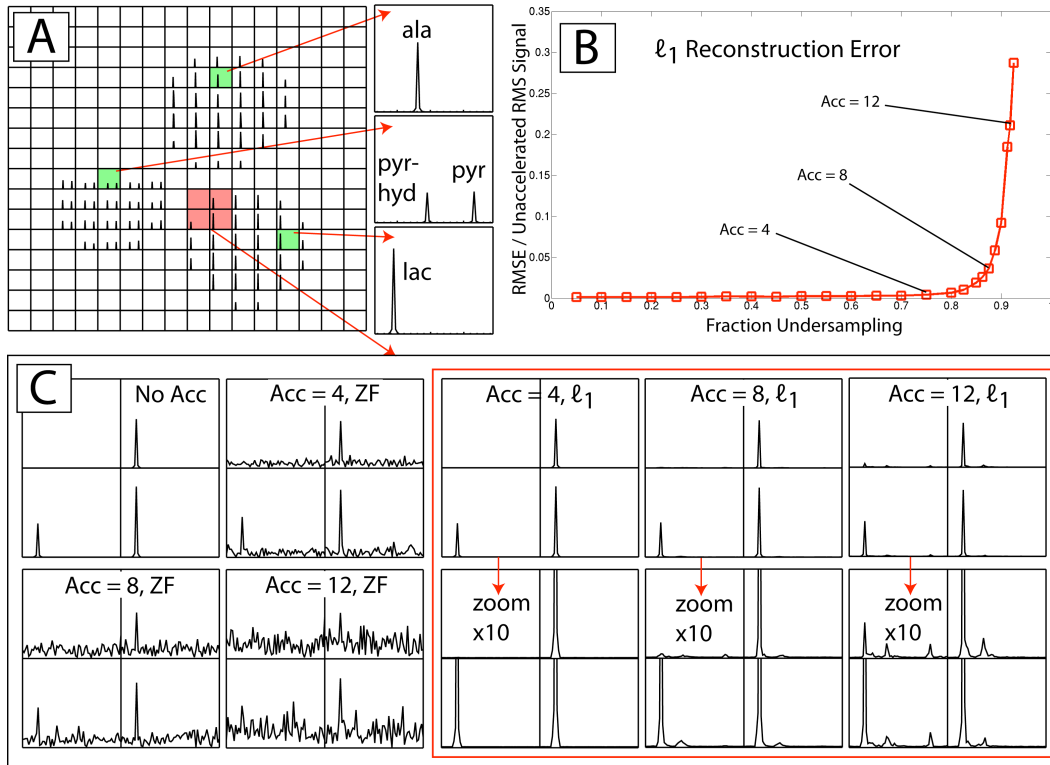 A
ala
pyr-
hyd
pyr
lac
B
ℓ1 Reconstruction Error
RMSE / Unaccelerated RMS Signal
0.35
0.3
0.25
0.2
0.15
0.1
0.05
0
Acc = 12
Acc = 8
Acc = 4
0 0.1 0.2 0.3 0.4 0.5 0.6 0.7 0.8 0.9
Fraction Undersampling
C
No Acc
Acc = 4, ZF
Acc = 4, ℓ1
Acc = 8, ℓ1
Acc = 12, ℓ1
Acc = 8, ZF
Acc = 12, ZF
zoom
x10
zoom
x10
zoom
x10